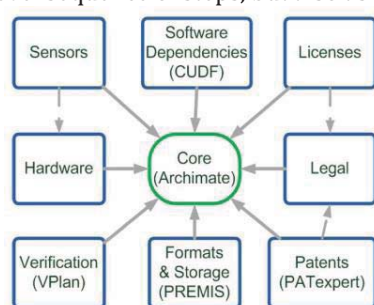 Sensors
Software
Dependencies
(CUDF)
Licenses
Hardware
Core
(Archimate)
Legal
Verification
(VPlan)
Formats
& Storage
(PREMIS)
Patents
(PATexpert)